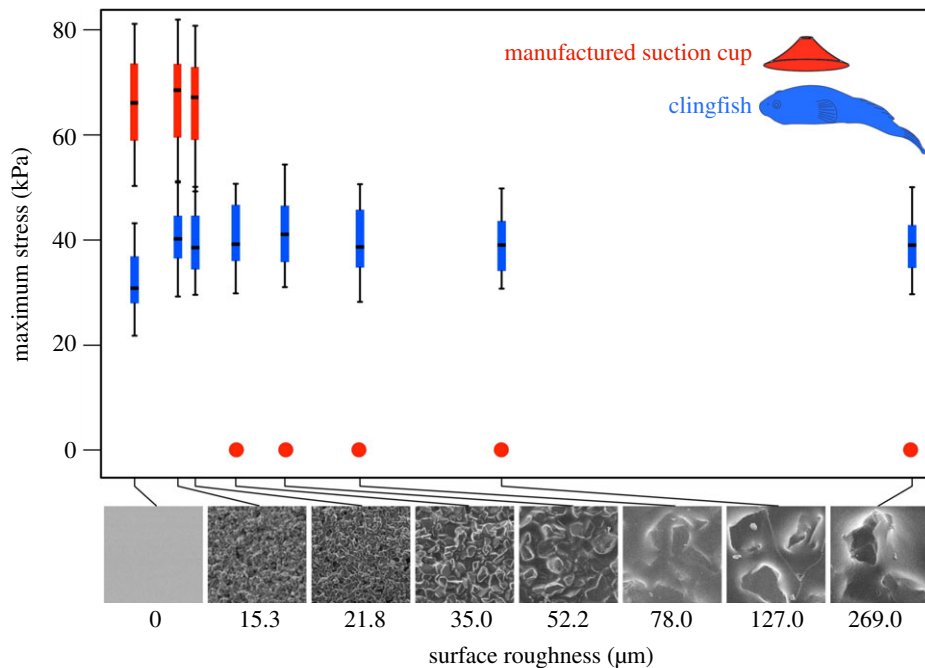 80
60
40
20
0
maximum stress (kPa)
manufactured suction cup
clingfish
0 15.3 21.8 35.0 52.2 78.0 127.0 269.0
surface roughness (µm)